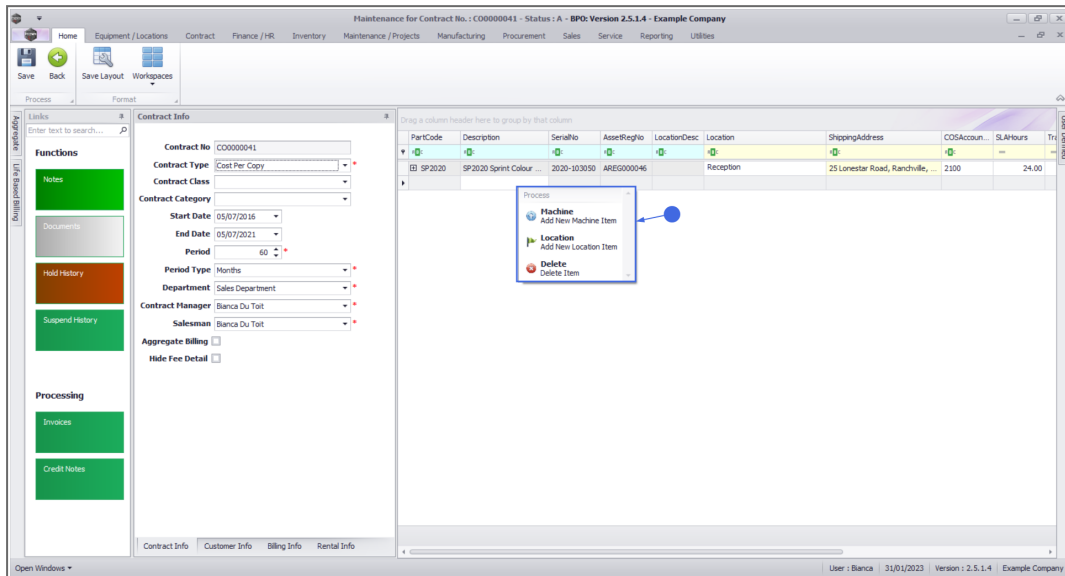 Maintenance for Contract No. : CO0000041 - Status : A - BPO: Version 2.5.1.4 - Example Company
Home Equipment / Locations Contract Finance / HR Inventory Maintenance / Projects Manufacturing Procurement Sales Service Reporting Utilities
Save Back Save Layout Workspaces
Process Format
Aggregate
Life Based Billing
Links
Enter text to search...
Functions
Notes
Documents
Hold History
Suspend History
Processing
Invoices
Credit Notes
Contract Info
Contract No CO0000041
Contract Type Cost Per Copy *
Contract Class
Contract Category
Start Date 05/07/2016
End Date 05/07/2021
Period 60 *
Period Type Months *
Department Sales Department *
Contract Manager Bianca Du Toit *
Salesman Bianca Du Toit *
Aggregate Billing
Hide Fee Detail
Contract Info Customer Info Billing Info Rental Info
Drag a column header here to group by that column
PartCode Description SerialNo AssetRegNo LocationDesc Location ShippingAddress COSAccoun... SLAHours Tra
SP2020 SP2020 Sprint Colour ... 2020-103050 AREG000046 Reception 25 Lonestar Road, Ranchville, ... 2100 24.00
Process
Machine
Add New Machine Item
Location
Add New Location Item
Delete
Delete Item
User Defined
Open Windows User : Bianca 31/01/2023 Version : 2.5.1.4 Example Company